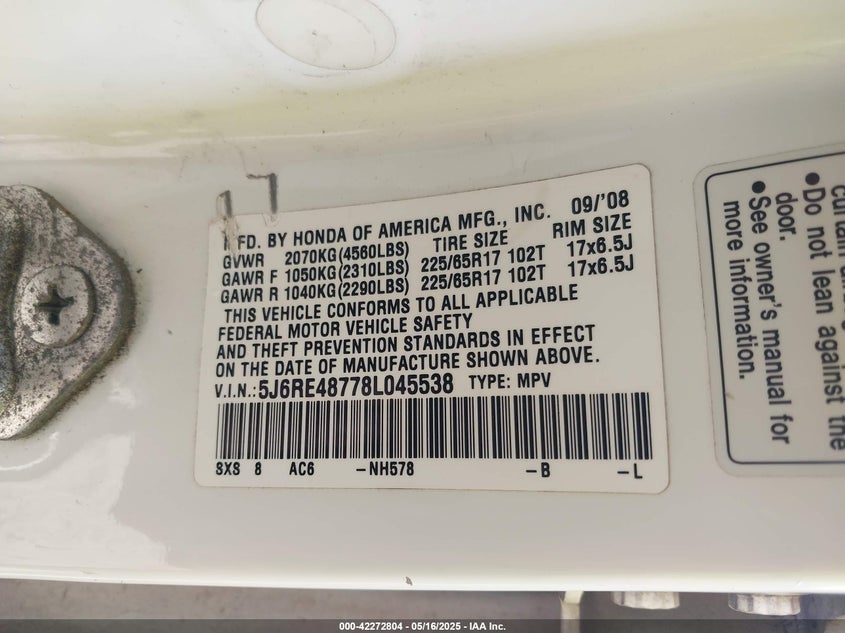 MFD. BY HONDA OF AMERICA MFG., INC. 09/'08
GVWR 2070KG(4560LBS) TIRE SIZE RIM SIZE
GAWR F 1050KG(2310LBS) 225/65R17 102T 17x6.5J
GAWR R 1040KG(2290LBS) 225/65R17 102T 17x6.5J
THIS VEHICLE CONFORMS TO ALL APPLICABLE
FEDERAL MOTOR VEHICLE SAFETY
AND THEFT PREVENTION STANDARDS IN EFFECT
ON THE DATE OF MANUFACTURE SHOWN ABOVE.
V.I.N.:5J6RE48778L045538 TYPE: MPV
SXS 8 AC6 -NH578 -B -L
•Do not lean against the
door.
•See owner's manual for
more information.
000-42272804 - 05/16/2025 - IAA Inc.